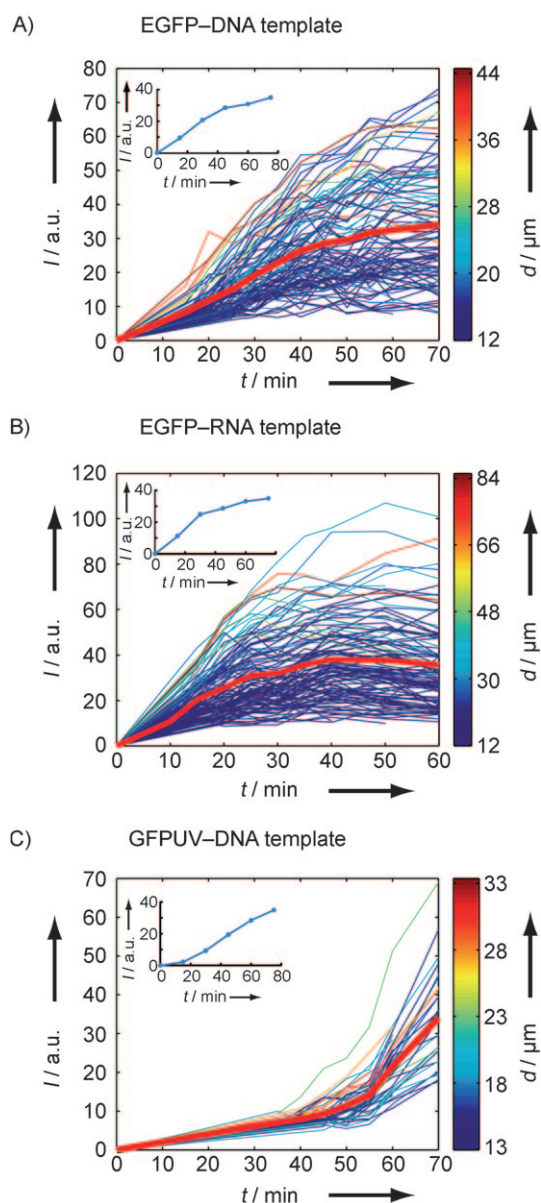 A) EGFP–DNA template
80
70
60
50
40
30
20
10
0
I / a.u.
0 10 20 30 40 50 60 70
t / min
40
20
0
I / a.u.
0 20 40 60 80
t / min
44
36
28
20
12
d / µm
B) EGFP–RNA template
120
100
80
60
40
20
0
I / a.u.
0 10 20 30 40 50 60
t / min
40
20
0
I / a.u.
0 20 40 60
t / min
84
66
48
30
12
d / µm
C) GFPUV–DNA template
70
60
50
40
30
20
10
0
I / a.u.
0 10 20 30 40 50 60 70
t / min
40
20
0
I / a.u.
0 20 40 60 80
t / min
33
28
23
18
13
d / µm